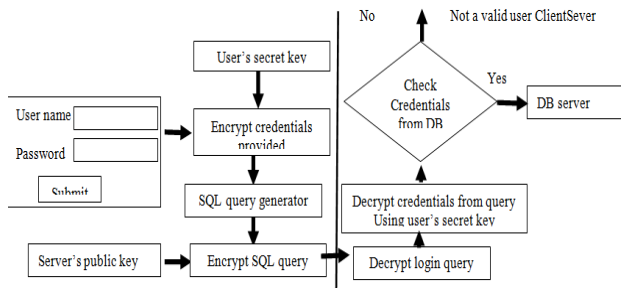 No
Not a valid user ClientSever
User's secret key
Check
Credentials
from DB
Yes
DB server
User name
Password
Submit
Encrypt credentials
provided
SQL query generator
Decrypt credentials from query
Using user's secret key
Server's public key
Encrypt SQL query
Decrypt login query